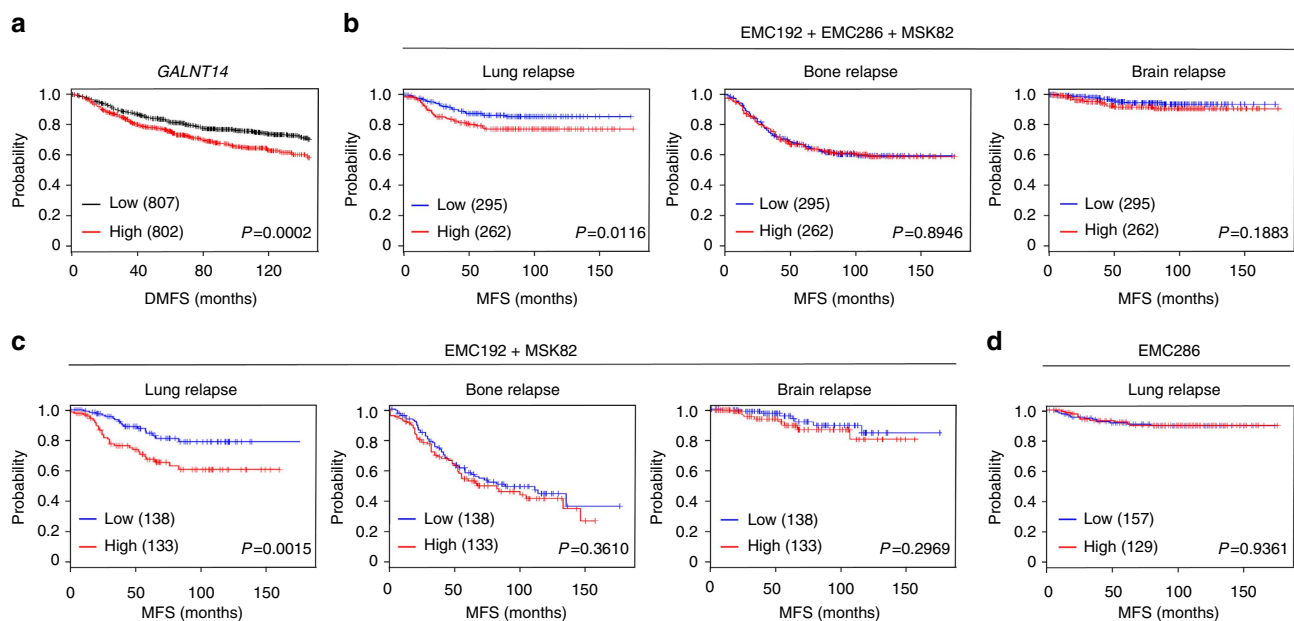 a
GALNT14
Probability
1.0
0.8
0.6
0.4
0.2
0
Low (807)
High (802)
P=0.0002
0 40 80 120
DMFS (months)
b
EMC192 + EMC286 + MSK82
Lung relapse
Probability
1.0
0.8
0.6
0.4
0.2
0
Low (295)
High (262)
P=0.0116
0 50 100 150
MFS (months)
Bone relapse
Probability
1.0
0.8
0.6
0.4
0.2
0
Low (295)
High (262)
P=0.8946
0 50 100 150
MFS (months)
Brain relapse
Probability
1.0
0.8
0.6
0.4
0.2
0
Low (295)
High (262)
P=0.1883
0 50 100 150
MFS (months)
c
EMC192 + MSK82
Lung relapse
Probability
1.0
0.8
0.6
0.4
0.2
0
Low (138)
High (133)
P=0.0015
0 50 100 150
MFS (months)
Bone relapse
Probability
1.0
0.8
0.6
0.4
0.2
0
Low (138)
High (133)
P=0.3610
0 50 100 150
MFS (months)
Brain relapse
Probability
1.0
0.8
0.6
0.4
0.2
0
Low (138)
High (133)
P=0.2969
0 50 100 150
MFS (months)
d
EMC286
Lung relapse
Probability
1.0
0.8
0.6
0.4
0.2
0
Low (157)
High (129)
P=0.9361
0 50 100 150
MFS (months)